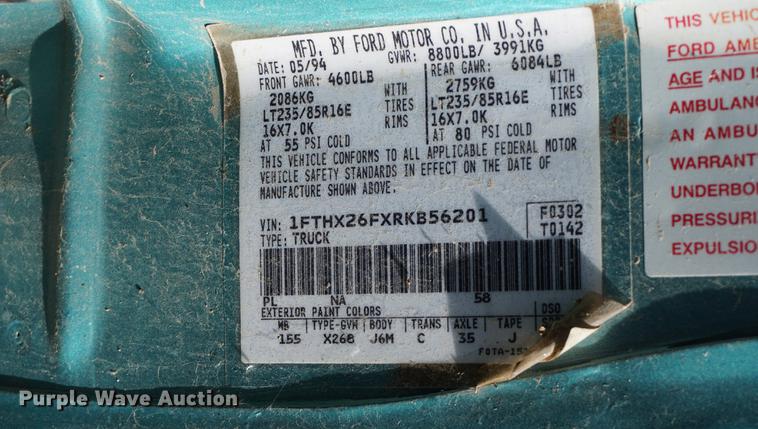 MFD. BY FORD MOTOR CO. IN U.S.A.
DATE: 05/94 GVWR: 8800LB/ 3991KG
FRONT GAWR: 4600LB REAR GAWR: 6084LB
2086KG WITH 2759KG WITH
LT235/85R16E TIRES LT235/85R16E TIRES
16X7.0K RIMS 16X7.0K RIMS
AT 55 PSI COLD AT 80 PSI COLD
THIS VEHICLE CONFORMS TO ALL APPLICABLE FEDERAL MOTOR
VEHICLE SAFETY STANDARDS IN EFFECT ON THE DATE OF
MANUFACTURE SHOWN ABOVE.
VIN: 1FTHX26FXRKB56201 F0302
TYPE: TRUCK T0142
PL NA 58
EXTERIOR PAINT COLORS DSO
WB TYPE-GVW BODY TRANS AXLE TAPE
155 X268 J6M C 35 J
THIS VEHIC
FORD AMB
AGE AND I
AMBULANC
AN AMBU
WARRANT
UNDERBO
PRESSURI
EXPULSIO
Purple Wave Auction